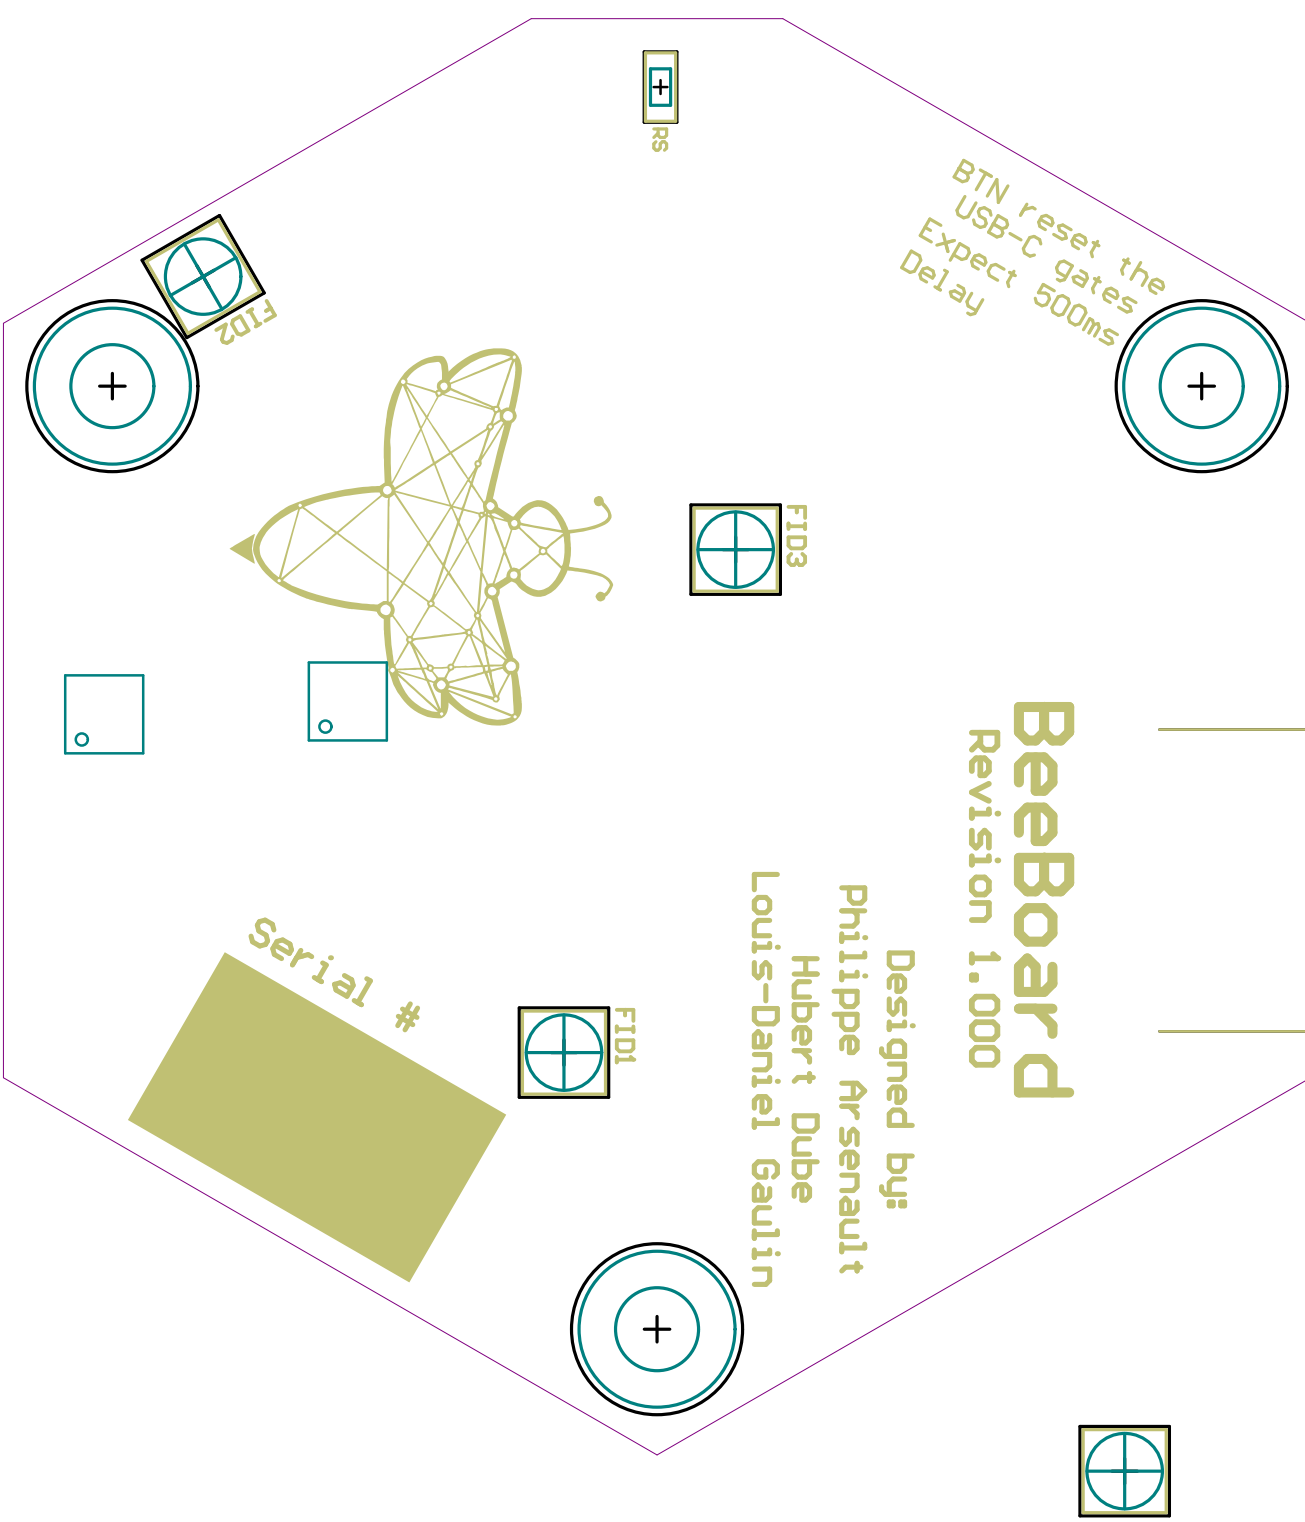 RS
BTN reset the
USB-C gates
Expect 500ms
Delay
FID2
FID3
BeeBoard
Revision 1.000
Designed by:
Philippe Arsenault
Hubert Dube
Louis-Daniel Gaulin
Serial #
FID1